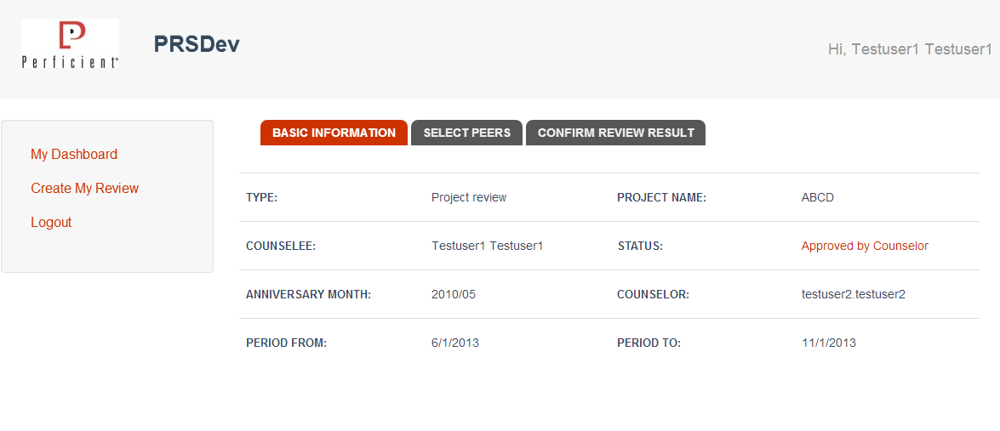 Perficient®
PRSDev
Hi, Testuser1 Testuser1
My Dashboard
Create My Review
Logout
BASIC INFORMATION SELECT PEERS CONFIRM REVIEW RESULT
TYPE: Project review PROJECT NAME: ABCD
COUNSELEE: Testuser1 Testuser1 STATUS: Approved by Counselor
ANNIVERSARY MONTH: 2010/05 COUNSELOR: testuser2.testuser2
PERIOD FROM: 6/1/2013 PERIOD TO: 11/1/2013